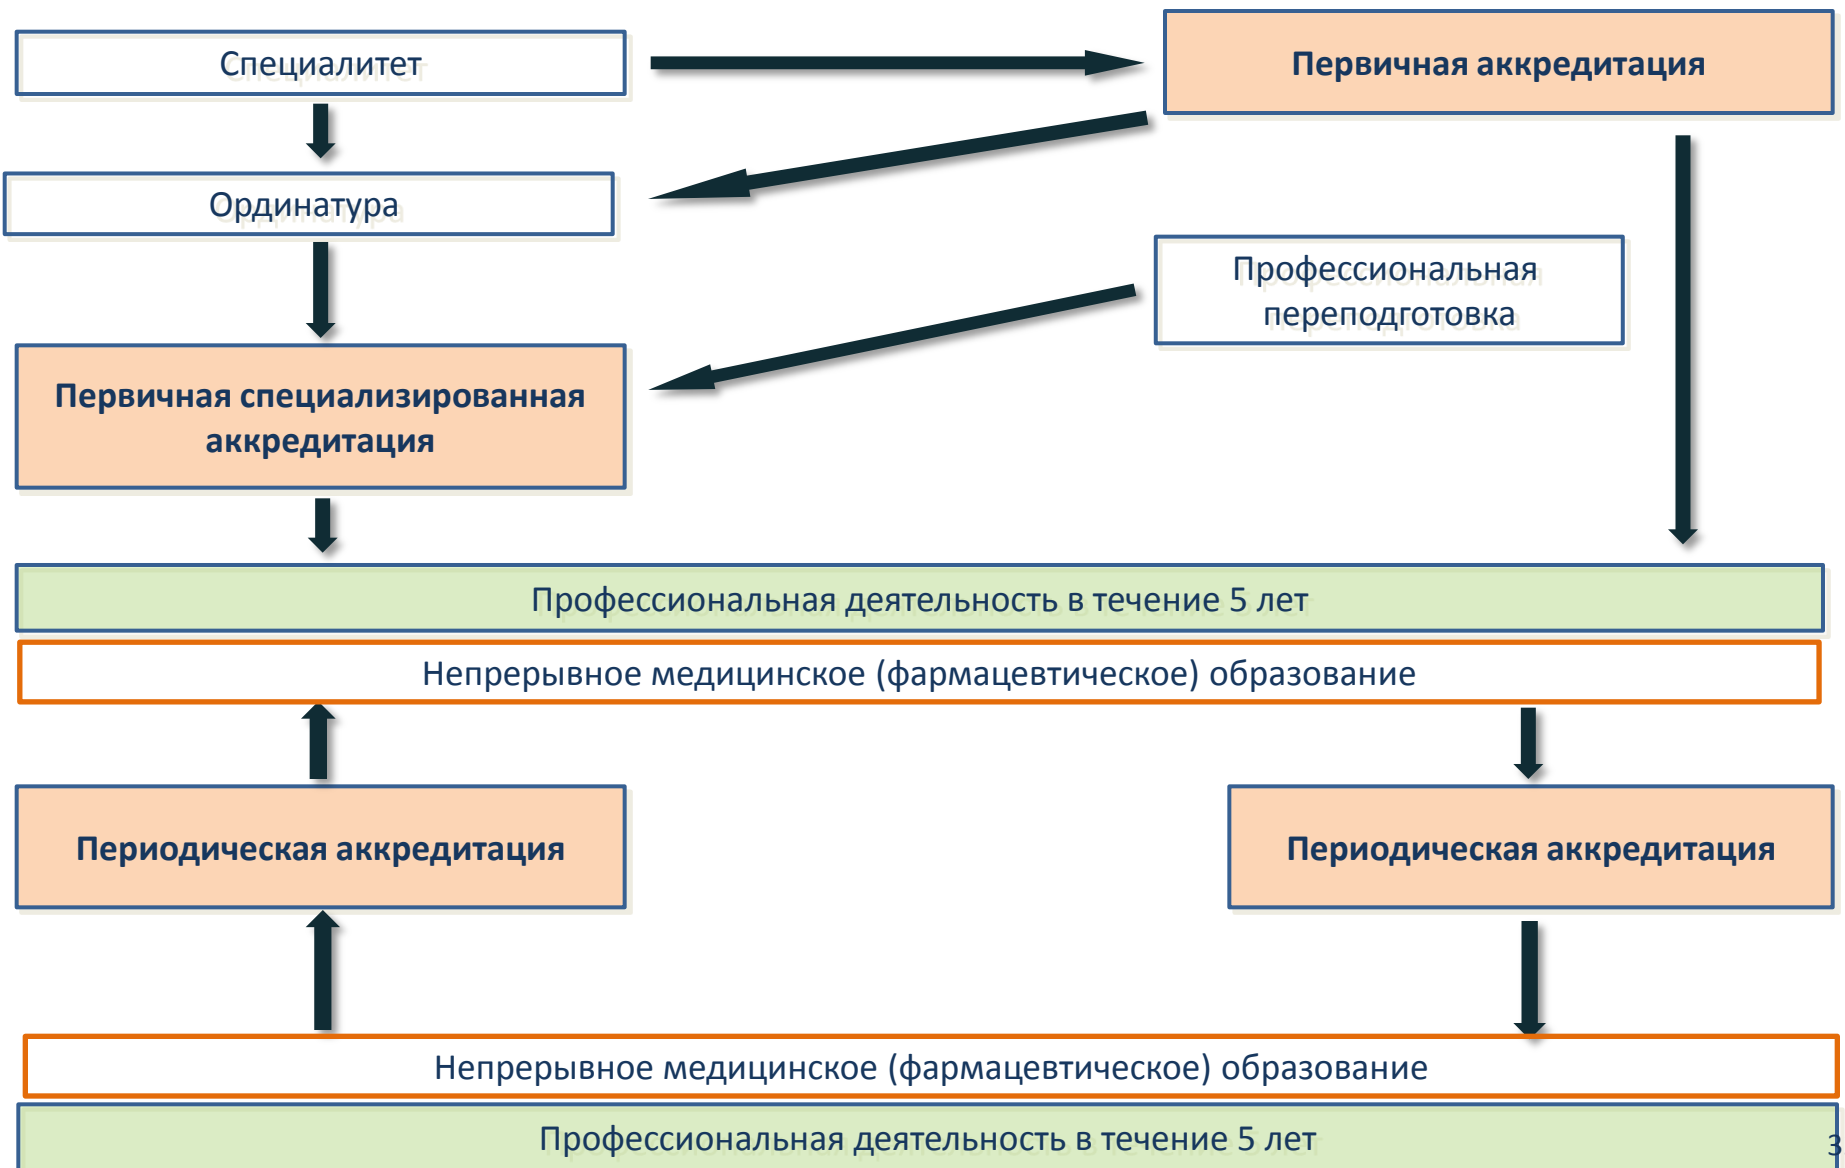 Специалитет
Первичная аккредитация
Ординатура
Профессиональная
переподготовка
Первичная специализированная
аккредитация
Профессиональная деятельность в течение 5 лет
Непрерывное медицинское (фармацевтическое) образование
Периодическая аккредитация
Периодическая аккредитация
Непрерывное медицинское (фармацевтическое) образование
Профессиональная деятельность в течение 5 лет
3